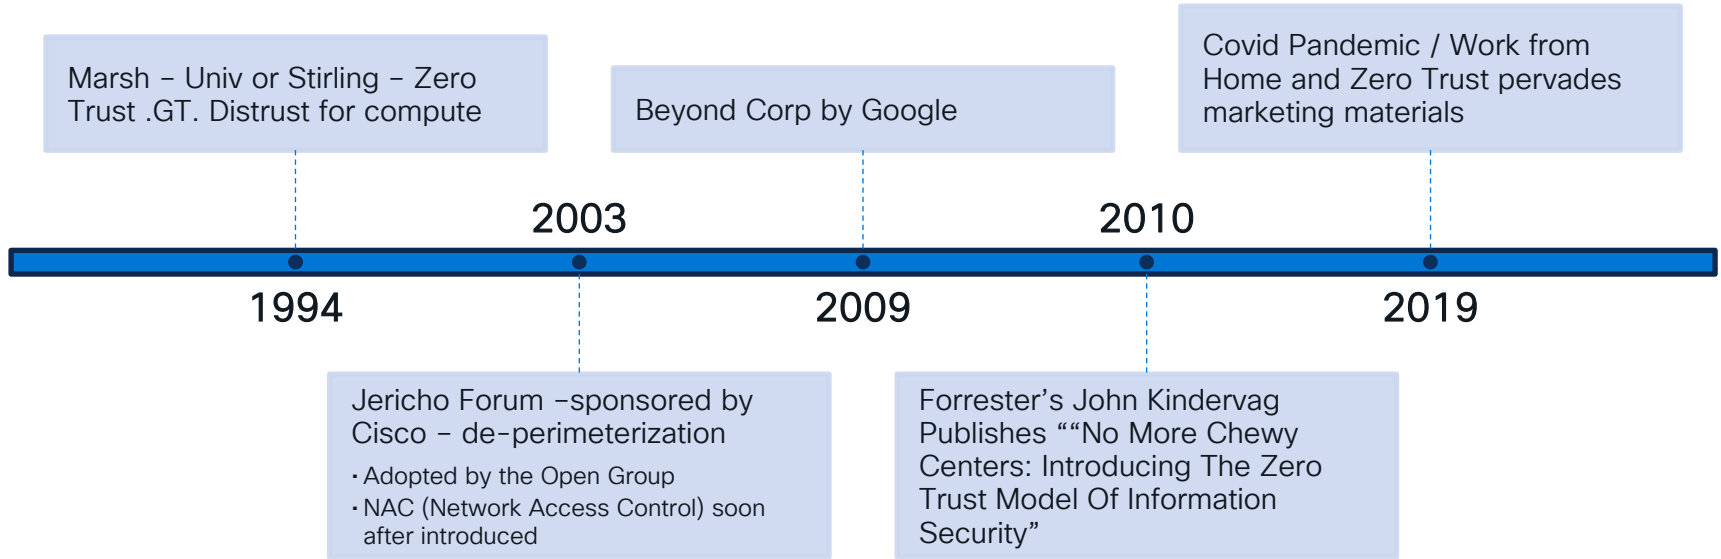 Marsh – Univ or Stirling – Zero
Trust .GT. Distrust for compute
1994
2003
Jericho Forum –sponsored by
Cisco – de-perimeterization
· Adopted by the Open Group
· NAC (Network Access Control) soon
after introduced
Beyond Corp by Google
2009
2010
Forrester’s John Kindervag
Publishes ““No More Chewy
Centers: Introducing The Zero
Trust Model Of Information
Security”
Covid Pandemic / Work from
Home and Zero Trust pervades
marketing materials
2019